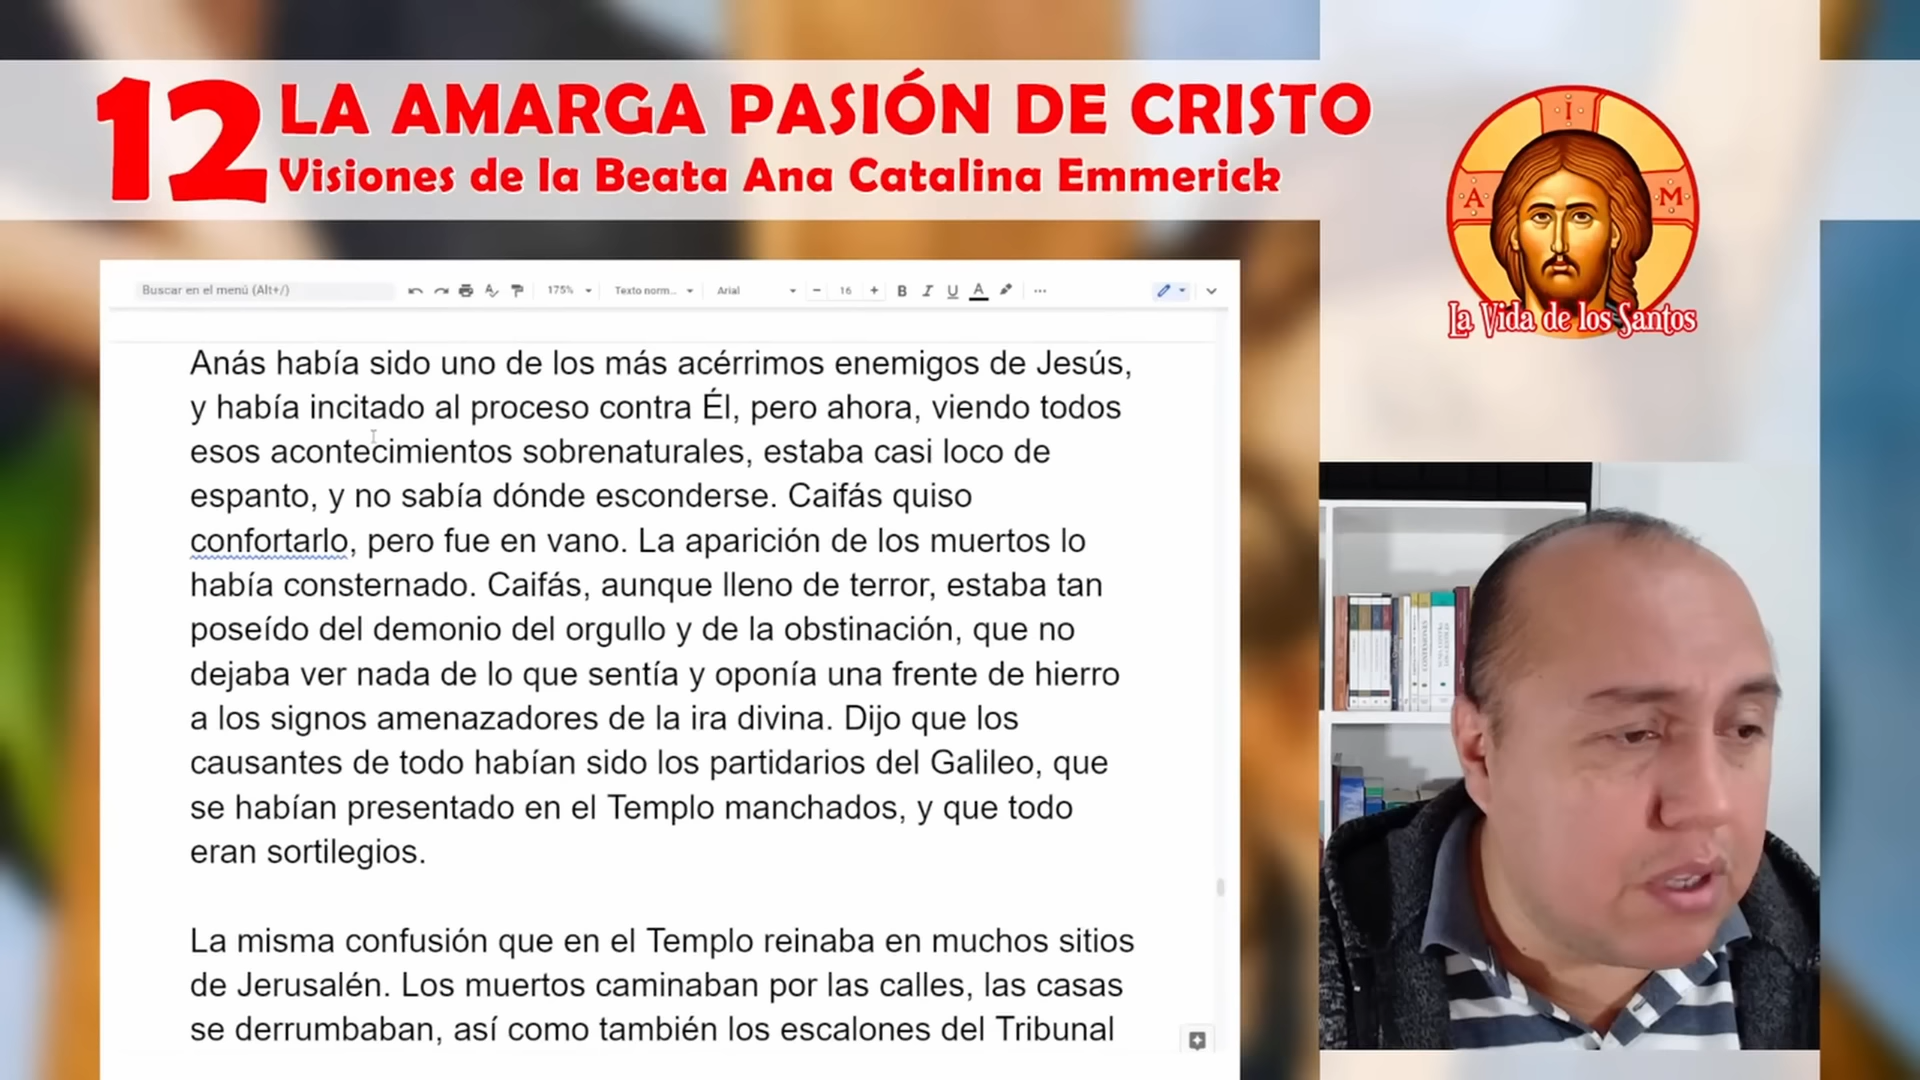 12 LA AMARGA PASIÓN DE CRISTO
Visiones de la Beata Ana Catalina Emmerick
I
A
M
La Vida de los Santos
Buscar en el menú (Alt+/)
175%
Texto norm...
Arial
16
B I U A
Anás había sido uno de los más acérrimos enemigos de Jesús,
y había incitado al proceso contra Él, pero ahora, viendo todos
esos acontecimientos sobrenaturales, estaba casi loco de
espanto, y no sabía dónde esconderse. Caifás quiso
confortarlo, pero fue en vano. La aparición de los muertos lo
había consternado. Caifás, aunque lleno de terror, estaba tan
poseído del demonio del orgullo y de la obstinación, que no
dejaba ver nada de lo que sentía y oponía una frente de hierro
a los signos amenazadores de la ira divina. Dijo que los
causantes de todo habían sido los partidarios del Galileo, que
se habían presentado en el Templo manchados, y que todo
eran sortilegios.
La misma confusión que en el Templo reinaba en muchos sitios
de Jerusalén. Los muertos caminaban por las calles, las casas
se derrumbaban, así como también los escalones del Tribunal